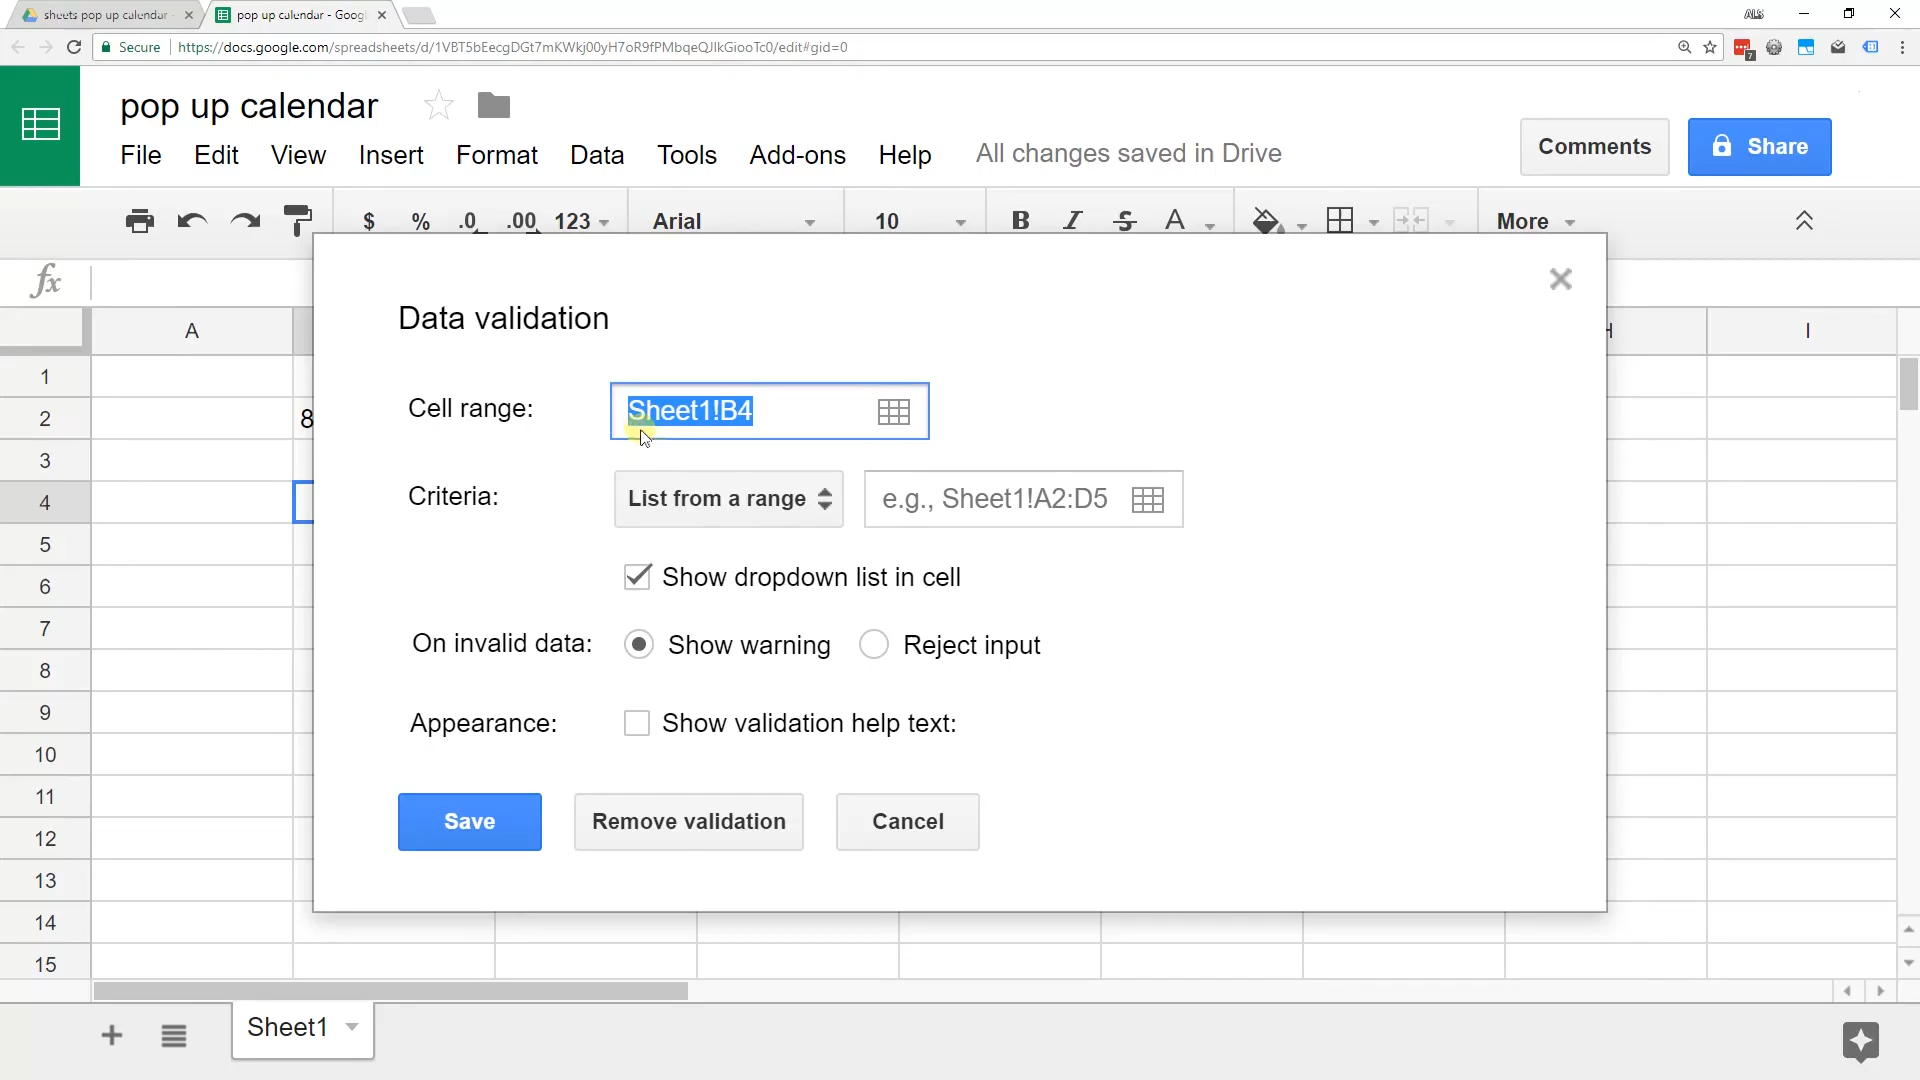 sheets pop up calendar
pop up calendar - Goog
ALS
Secure
https://docs.google.com/spreadsheets/d/1VBT5bEecgDGt7mKWkj00yH7oR9fPMbqeQJlkGiooTc0/edit#gid=0
7
pop up calendar
File Edit View Insert Format Data Tools Add-ons Help All changes saved in Drive
Comments
Share
$ % .0 .00 123 Arial 10 B I S A More
fx
A H I
1
2 8
3
4
5
6
7
8
9
10
11
12
13
14
15
Data validation
Cell range: Sheet1!B4
Criteria: List from a range e.g., Sheet1!A2:D5
Show dropdown list in cell
On invalid data: Show warning Reject input
Appearance: Show validation help text:
Save Remove validation Cancel
Sheet1